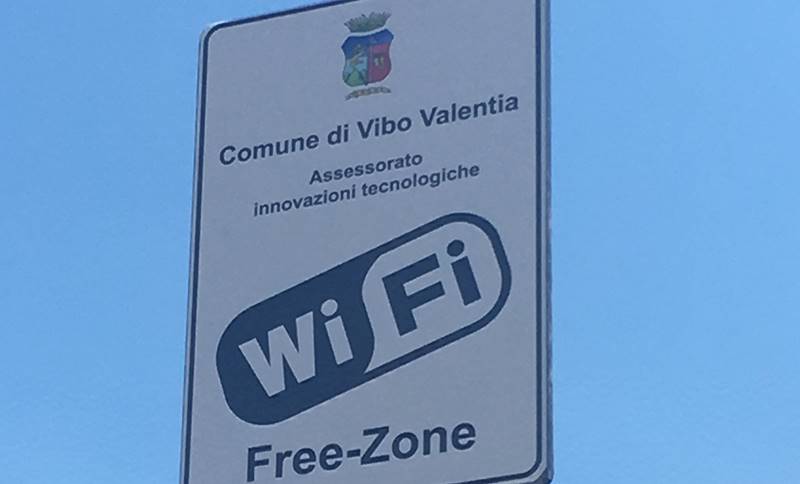 Comune di Vibo Valentia
Assessorato
innovazioni tecnologiche
Wi Fi
Free-Zone